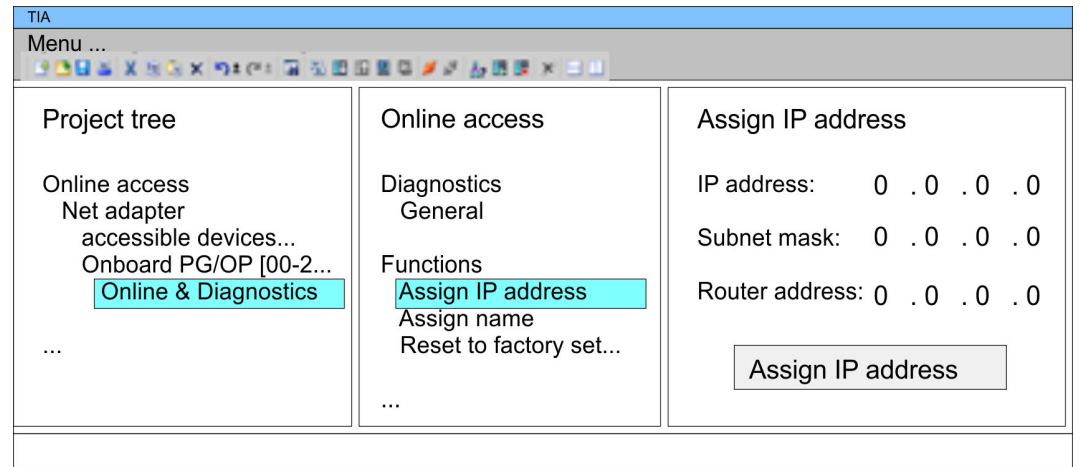 TIA
Menu ...
Project tree
Online access
Net adapter
accessible devices...
Onboard PG/OP [00-2...
Online & Diagnostics
...
Online access
Diagnostics
General
Functions
Assign IP address
Assign name
Reset to factory set...
...
Assign IP address
IP address: 0 . 0 . 0 . 0
Subnet mask: 0 . 0 . 0 . 0
Router address: 0 . 0 . 0 . 0
Assign IP address